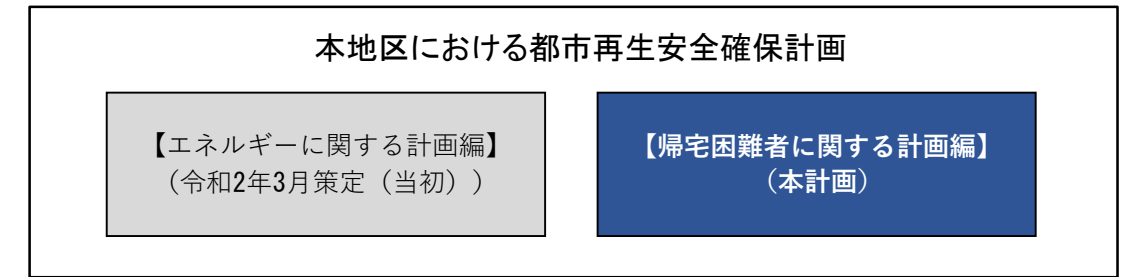 本地区における都市再生安全確保計画
【エネルギーに関する計画編】
（令和2年3月策定（当初））
【帰宅困難者に関する計画編】
（本計画）